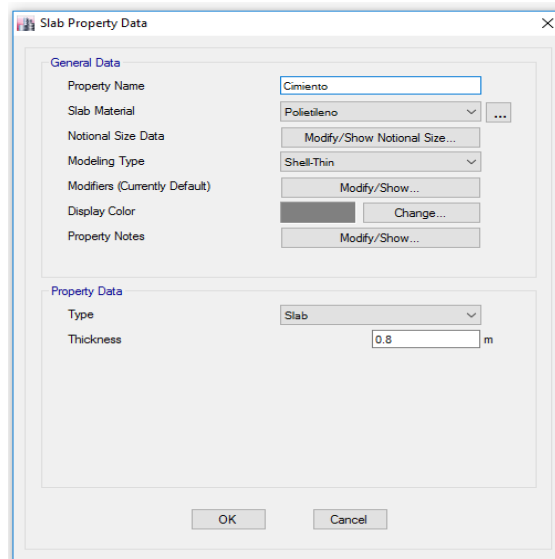 Slab Property Data
General Data
Property Name Cimiento
Slab Material Polietileno ...
Notional Size Data Modify/Show Notional Size...
Modeling Type Shell-Thin
Modifiers (Currently Default) Modify/Show...
Display Color Change...
Property Notes Modify/Show...
Property Data
Type Slab
Thickness 0.8 m
OK Cancel